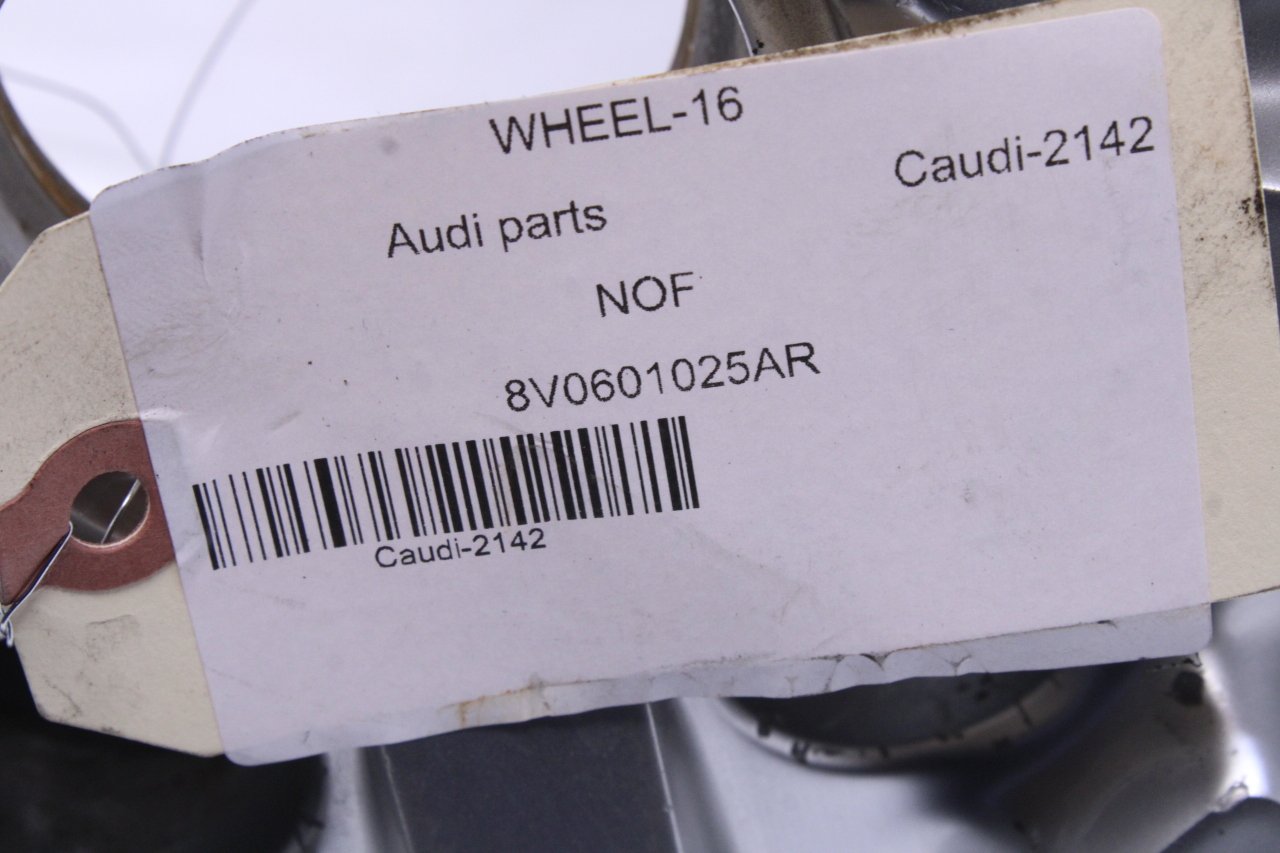 WHEEL-16
Caudi-2142
Audi parts
NOF
8V0601025AR
Caudi-2142